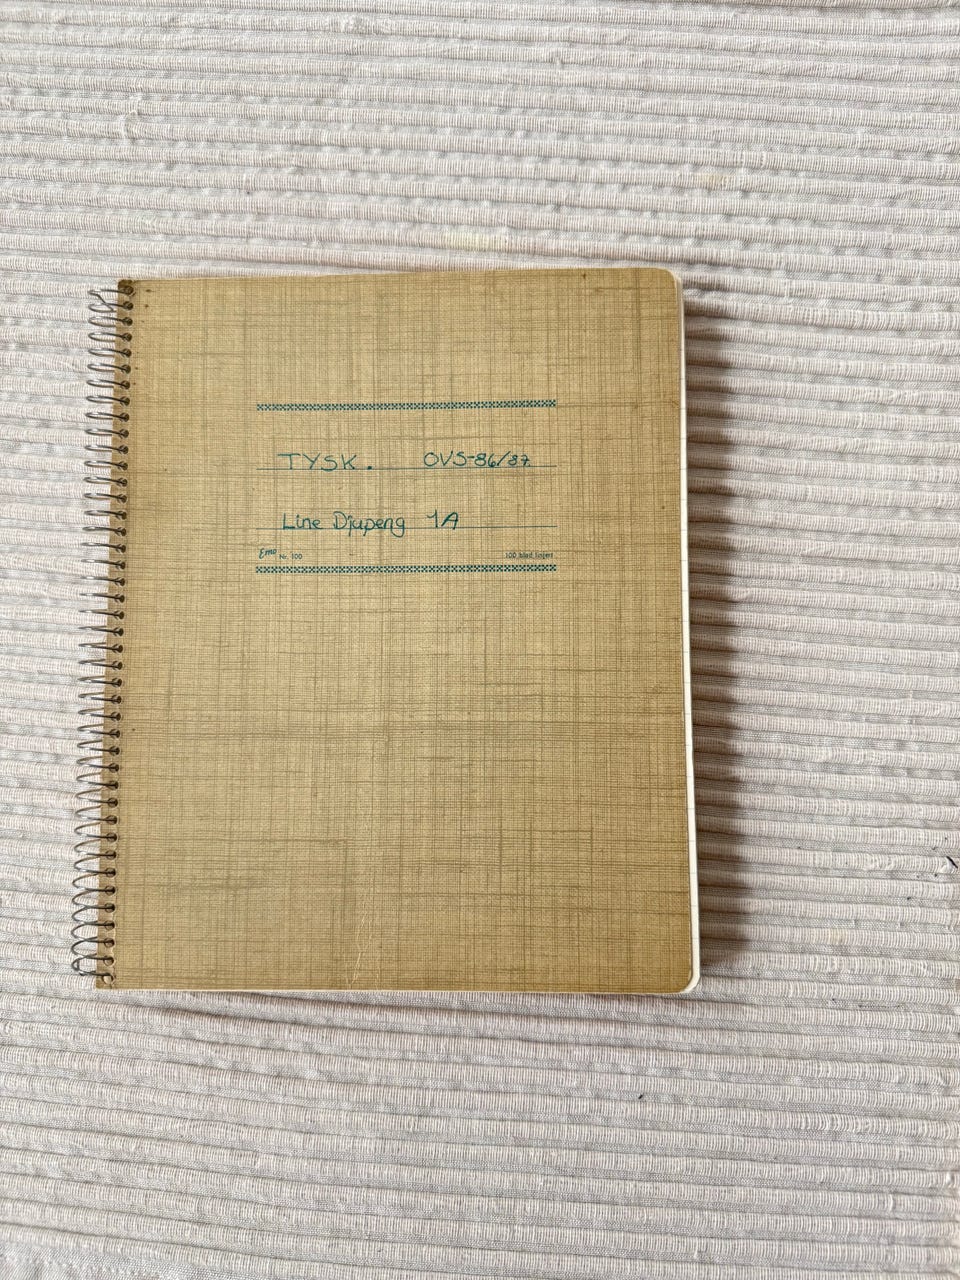 TYSK. OVS-86/87.
Line Djupeng 1A
Emo Nr. 100 100 blad linjert